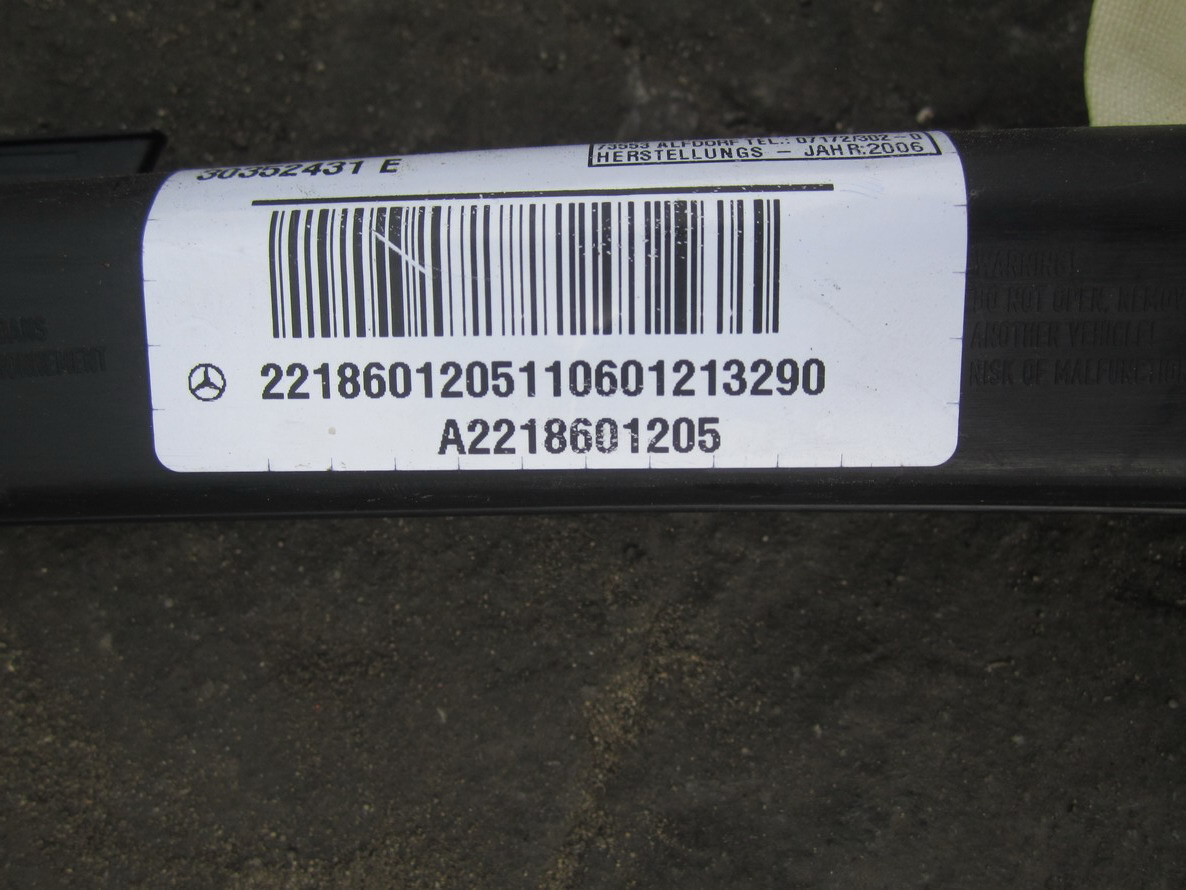 30352431 E
73553 ALFDORF TEL.: 07172/302-0
HERSTELLUNGS - JAHR:2006
2218601205110601213290
A2218601205
WARNING!
DO NOT OPEN, REMO
ANOTHER VEHICLE!
RISK OF MALFUNCTIO